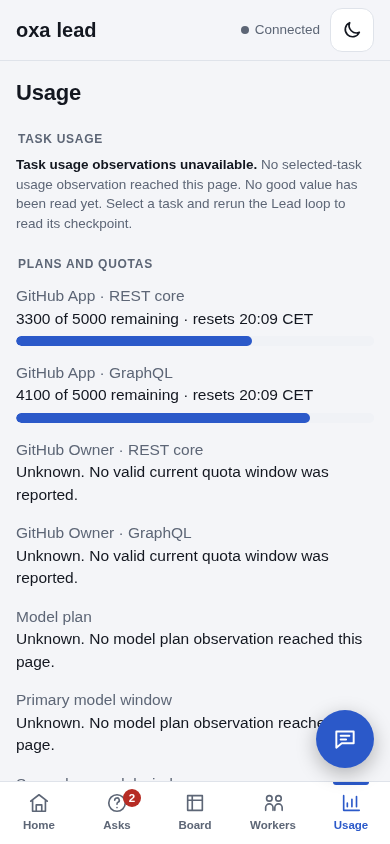 oxa lead
Connected
Usage
TASK USAGE
Task usage observations unavailable. No selected-task
usage observation reached this page. No good value has
been read yet. Select a task and rerun the Lead loop to
read its checkpoint.
PLANS AND QUOTAS
GitHub App · REST core
3300 of 5000 remaining · resets 20:09 CET
GitHub App · GraphQL
4100 of 5000 remaining · resets 20:09 CET
GitHub Owner · REST core
Unknown. No valid current quota window was
reported.
GitHub Owner · GraphQL
Unknown. No valid current quota window was
reported.
Model plan
Unknown. No model plan observation reached this
page.
Primary model window
Unknown. No model plan observation reache
page.
2
Home
Asks
Board
Workers
Usage